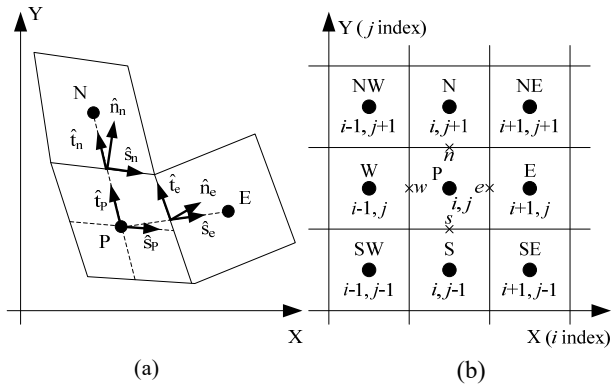 Y
N
n̂n
t̂n
ŝn
t̂P
t̂e
n̂e
E
P
ŝP
ŝe
X
(a)
Y (j index)
NW N NE
i-1, j+1 i, j+1 i+1, j+1
n
W P E
w e
i-1, j i, j i+1, j
s
SW S SE
i-1, j-1 i, j-1 i+1, j-1
X (i index)
(b)